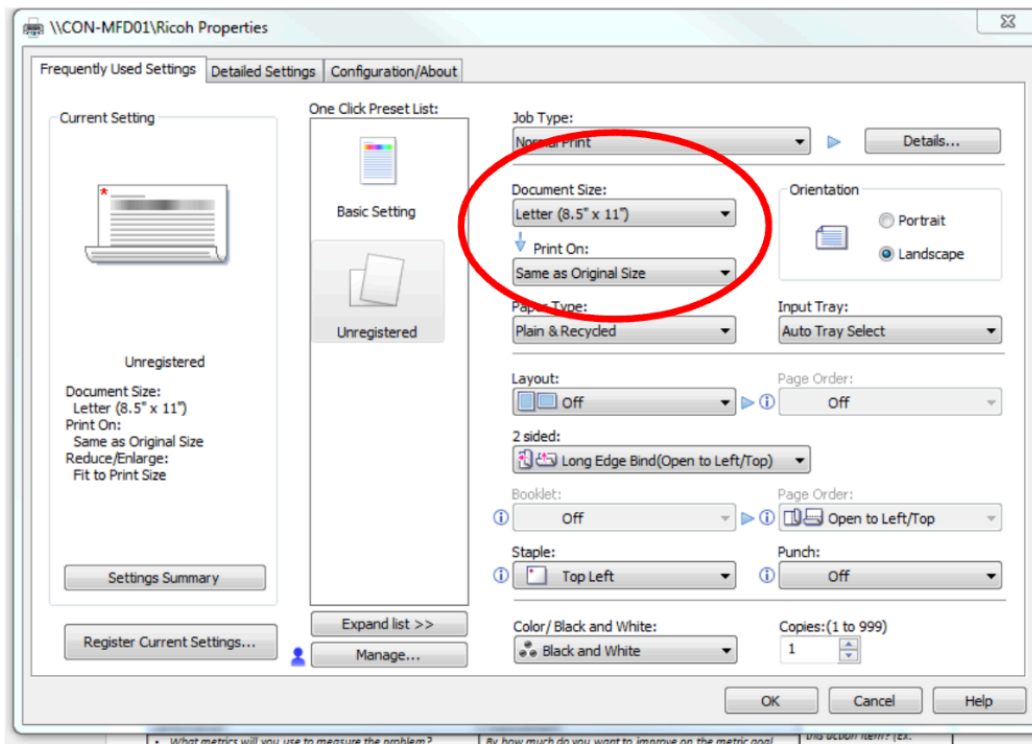 \\CON-MFD01\Ricoh Properties
Frequently Used Settings
Detailed Settings
Configuration/About
Current Setting
Unregistered
Document Size:
Letter (8.5" x 11")
Print On:
Same as Original Size
Reduce/Enlarge:
Fit to Print Size
Settings Summary
Register Current Settings...
One Click Preset List:
Basic Setting
Unregistered
Expand list >>
Manage...
Job Type:
Normal Print
Details...
Document Size:
Letter (8.5" x 11")
Print On:
Same as Original Size
Orientation
Portrait
Landscape
Paper Type:
Plain & Recycled
Input Tray:
Auto Tray Select
Layout:
Off
Page Order:
Off
2 sided:
Long Edge Bind(Open to Left/Top)
Booklet:
Off
Page Order:
Open to Left/Top
Staple:
Top Left
Punch:
Off
Color/ Black and White:
Black and White
Copies:(1 to 999)
1
OK
Cancel
Help
What metrics will you use to measure the problem?
By how much do you want to improve on the metric goal
this action item? (Ex.